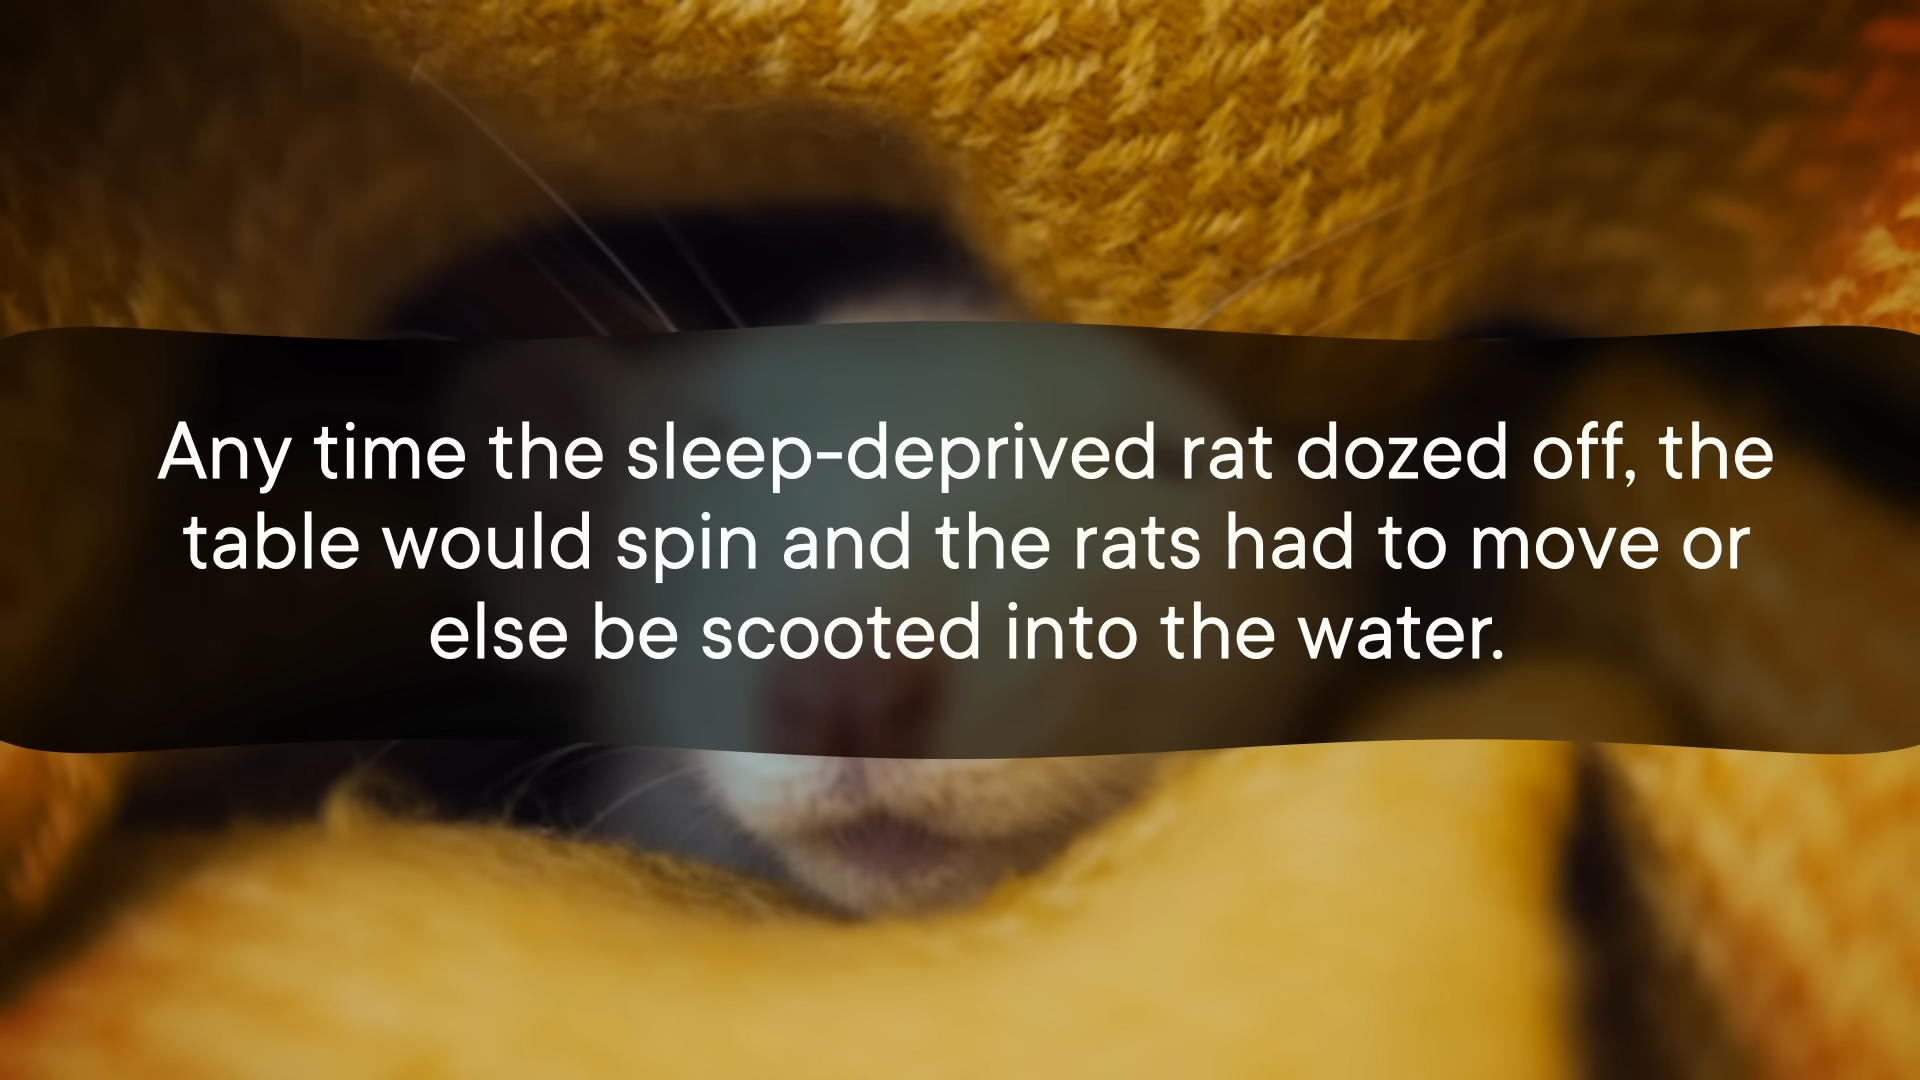 Any time the sleep-deprived rat dozed off, the
table would spin and the rats had to move or
else be scooted into the water.